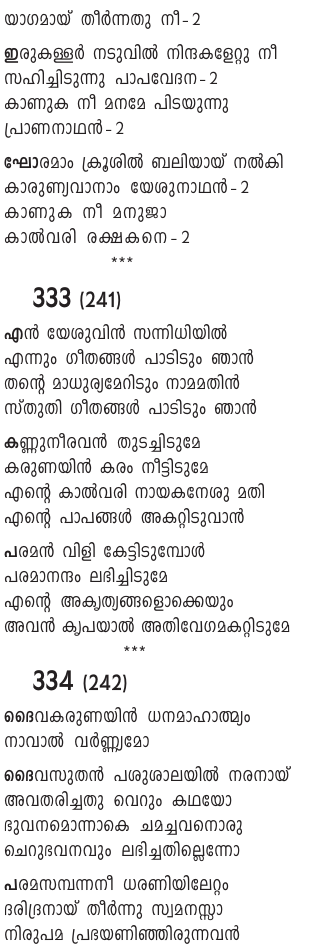 യാഗമായ് തീർന്നതു നീ-2
ഇരുകള്ളർ നടുവിൽ നിന്ദകളേറ്റു നീ
സഹിച്ചിടുന്നു പാപവേദന-2
കാണുക നീ മനമേ പിടയുന്നു
പ്രാണനാഥൻ-2
ഘോരമാം ക്രൂശിൽ ബലിയായ് നൽകി
കാരുണ്യവാനാം യേശുനാഥൻ-2
കാണുക നീ മനുജാ
കാൽവരി രക്ഷകനെ-2
***
333 (241)
എൻ യേശുവിൻ സന്നിധിയിൽ
എന്നും ഗീതങ്ങൾ പാടിടും ഞാൻ
തന്റെ മാധുര്യമേറിടും നാമമതിൻ
സ്തുതി ഗീതങ്ങൾ പാടിടും ഞാൻ
കണ്ണുനീരവൻ തുടച്ചിടുമേ
കരുണയിൻ കരം നീട്ടിടുമേ
എന്റെ കാൽവരി നായകനേശു മതി
എന്റെ പാപങ്ങൾ അകറ്റിടുവാൻ
പരമൻ വിളി കേട്ടിടുമ്പോൾ
പരമാനന്ദം ലഭിച്ചിടുമേ
എന്റെ അകൃത്യങ്ങളൊക്കെയും
അവൻ കൃപയാൽ അതിവേഗമകറ്റിടുമേ
***
334 (242)
ദൈവകരുണയിൻ ധനമാഹാത്മ്യം
നാവാൽ വർണ്ണ്യമോ
ദൈവസുതൻ പശുശാലയിൽ നരനായ്
അവതരിച്ചതു വെറും കഥയോ
ഭുവനമൊന്നാകെ ചമച്ചവനൊരു
ചെറുഭവനവും ലഭിച്ചതില്ലെന്നോ
പരമസമ്പന്നനീ ധരണിയിലേറ്റം
ദരിദ്രനായ് തീർന്നു സ്വമനസ്സാ
നിരുപമ പ്രഭയണിഞ്ഞിരുന്നവൻ